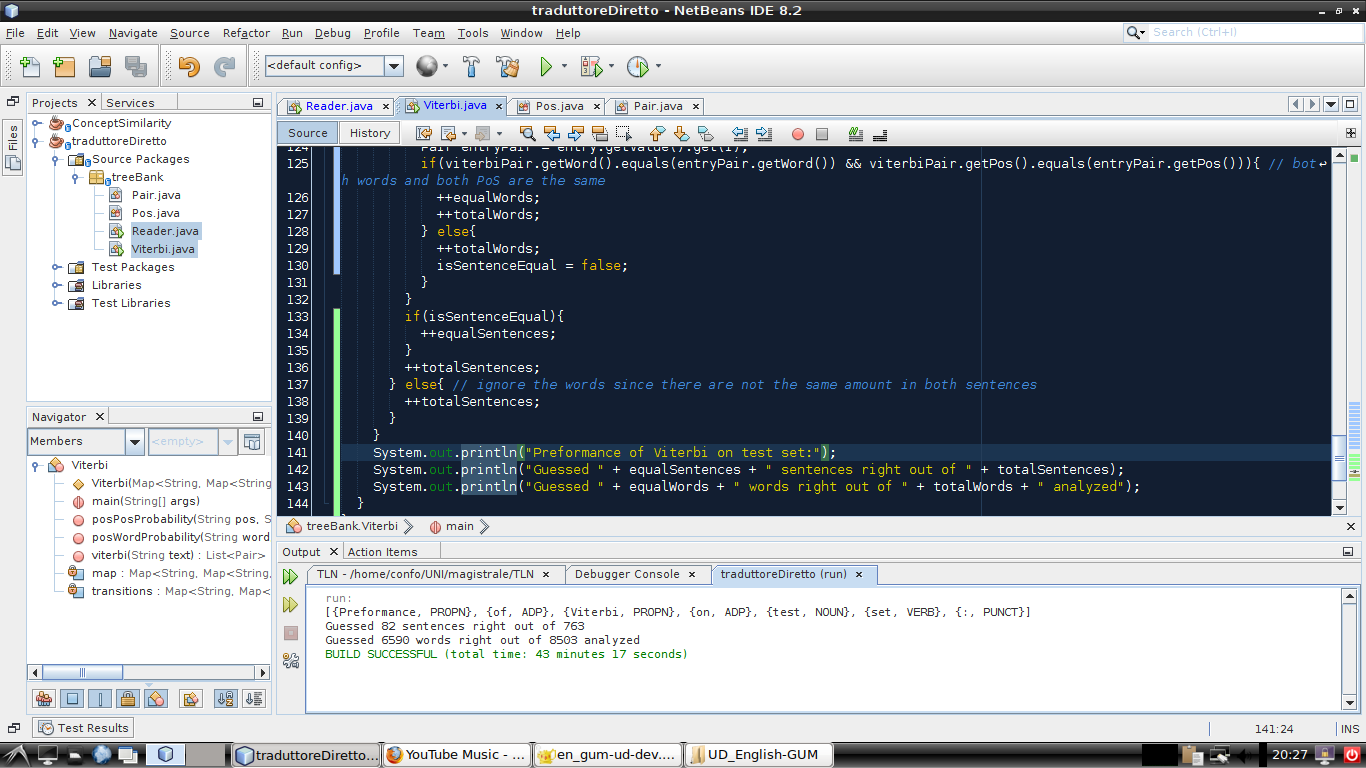 traduttoreDiretto - NetBeans IDE 8.2
File Edit View Navigate Source Refactor Run Debug Profile Team Tools Window Help
Search (Ctrl+I)
<default config>
Files
Projects Services
ConceptSimilarity
traduttoreDiretto
Source Packages
treeBank
Pair.java
Pos.java
Reader.java
Viterbi.java
Test Packages
Libraries
Test Libraries
Navigator
Members <empty>
Viterbi
Viterbi(Map<String, Map<String,
main(String[] args)
posPosProbability(String pos, S
posWordProbability(String word
viterbi(String text) : List<Pair>
map : Map<String, Map<String,
transitions : Map<String, Map<
Reader.java Viterbi.java Pos.java Pair.java
Source History
124 Pair entryPair = entry.getValue().get(i);
125 if(viterbiPair.getWord().equals(entryPair.getWord()) && viterbiPair.getPos().equals(entryPair.getPos())){ // bot
h words and both PoS are the same
126 ++equalWords;
127 ++totalWords;
128 } else{
129 ++totalWords;
130 isSentenceEqual = false;
131 }
132 }
133 if(isSentenceEqual){
134 ++equalSentences;
135 }
136 ++totalSentences;
137 } else{ // ignore the words since there are not the same amount in both sentences
138 ++totalSentences;
139 }
140 }
141 System.out.println("Preformance of Viterbi on test set:");
142 System.out.println("Guessed " + equalSentences + " sentences right out of " + totalSentences);
143 System.out.println("Guessed " + equalWords + " words right out of " + totalWords + " analyzed");
144 }
treeBank.Viterbi main
Output Action Items
TLN - /home/confo/UNI/magistrale/TLN Debugger Console traduttoreDiretto (run)
run:
[{Preformance, PROPN}, {of, ADP}, {Viterbi, PROPN}, {on, ADP}, {test, NOUN}, {set, VERB}, {:, PUNCT}]
Guessed 82 sentences right out of 763
Guessed 6590 words right out of 8503 analyzed
BUILD SUCCESSFUL (total time: 43 minutes 17 seconds)
Test Results
141:24 INS
traduttoreDiretto... YouTube Music - ... en_gum-ud-dev.... UD_English-GUM
20:27